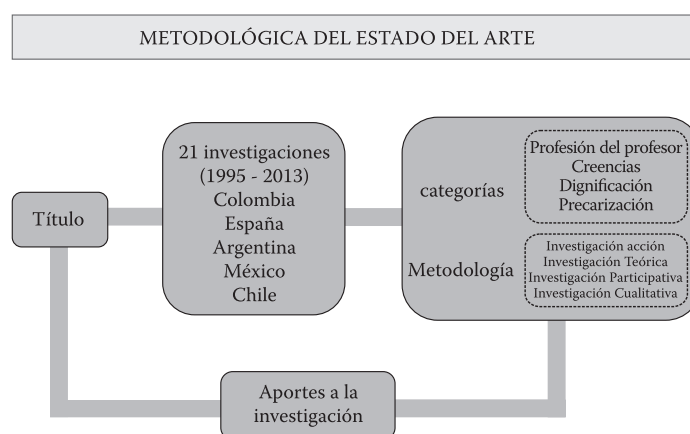 METODOLÓGICA DEL ESTADO DEL ARTE
Título
21 investigaciones
(1995 - 2013)
Colombia
España
Argentina
México
Chile
categorías
Profesión del profesor
Creencias
Dignificación
Precarización
Metodología
Investigación acción
Investigación Teórica
Investigación Participativa
Investigación Cualitativa
Aportes a la
investigación